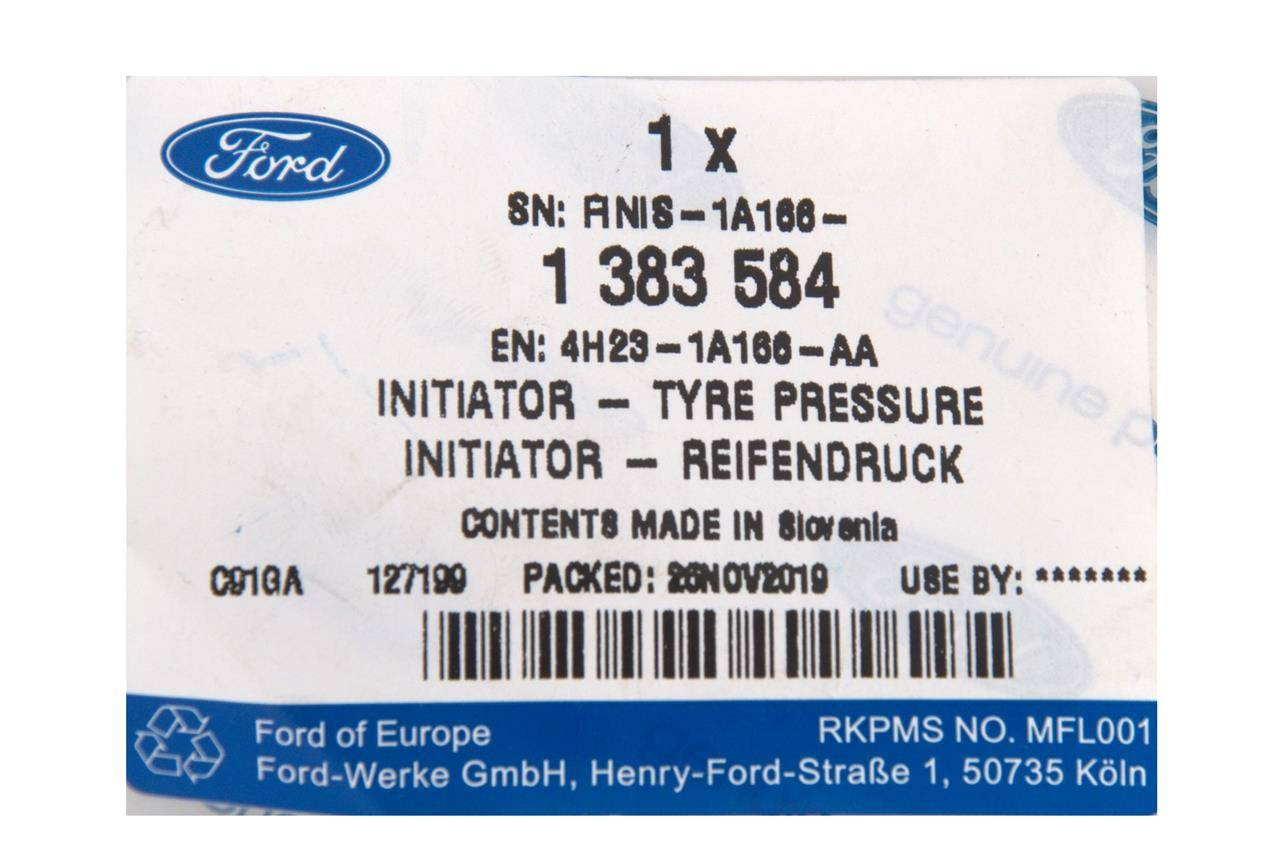 Ford
1 x
SN: FINIS-1A166-
1 383 584
EN: 4H23-1A166-AA
genuine
INITIATOR - TYRE PRESSURE
INITIATOR - REIFENDRUCK
CONTENTS MADE IN Slovenia
C91GA 127199 PACKED: 26NOV2019 USE BY: *******
Ford of Europe RKPMS NO. MFL001
Ford-Werke GmbH, Henry-Ford-Straße 1, 50735 Köln